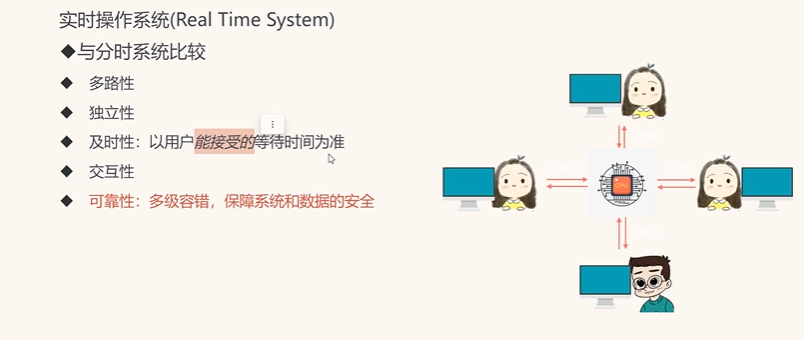 实时操作系统(Real Time System)
◆与分时系统比较
◆ 多路性
◆ 独立性
◆ 及时性：以用户能接受的等待时间为准
◆ 交互性
◆ 可靠性：多级容错，保障系统和数据的安全
CPU